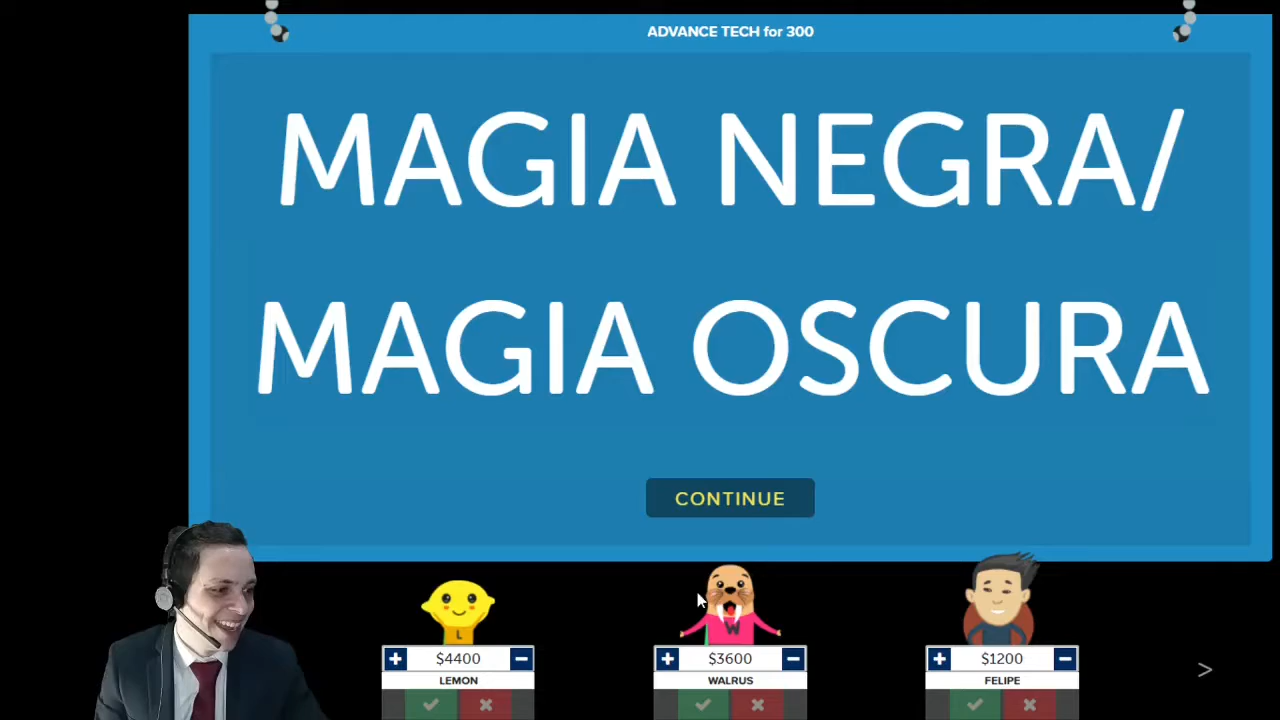 ADVANCE TECH for 300
MAGIA NEGRA/
MAGIA OSCURA
CONTINUE
L
W
+ $4400 −
+ $3600 −
+ $1200 −
LEMON
WALRUS
FELIPE
>